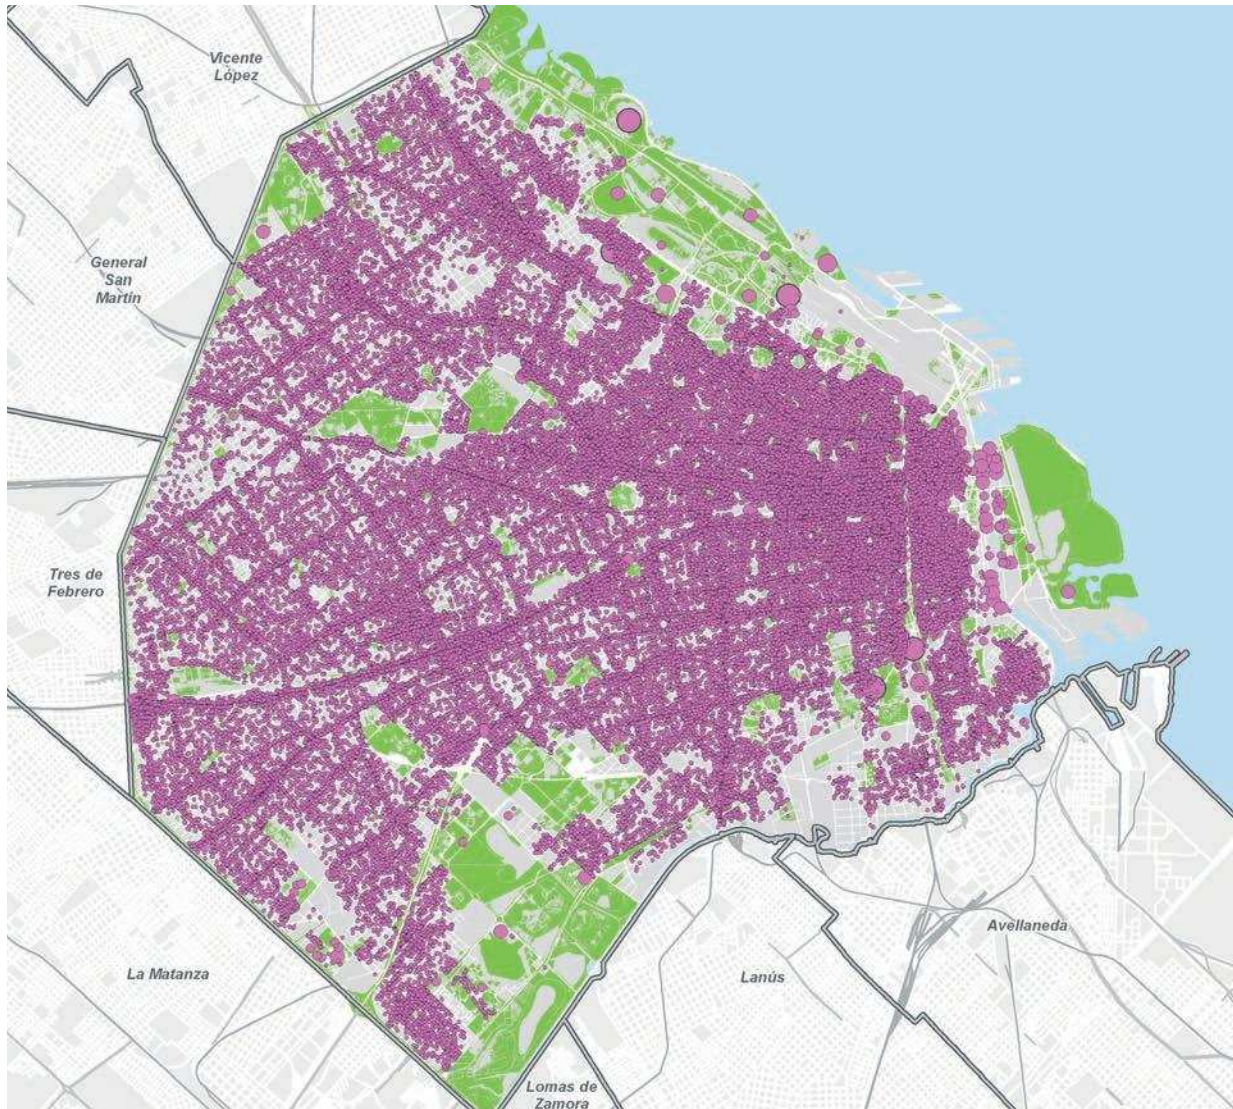 Vicente
López
General
San
Martín
Tres de
Febrero
La Matanza
Avellaneda
Lanús
Lomas de
Zamora